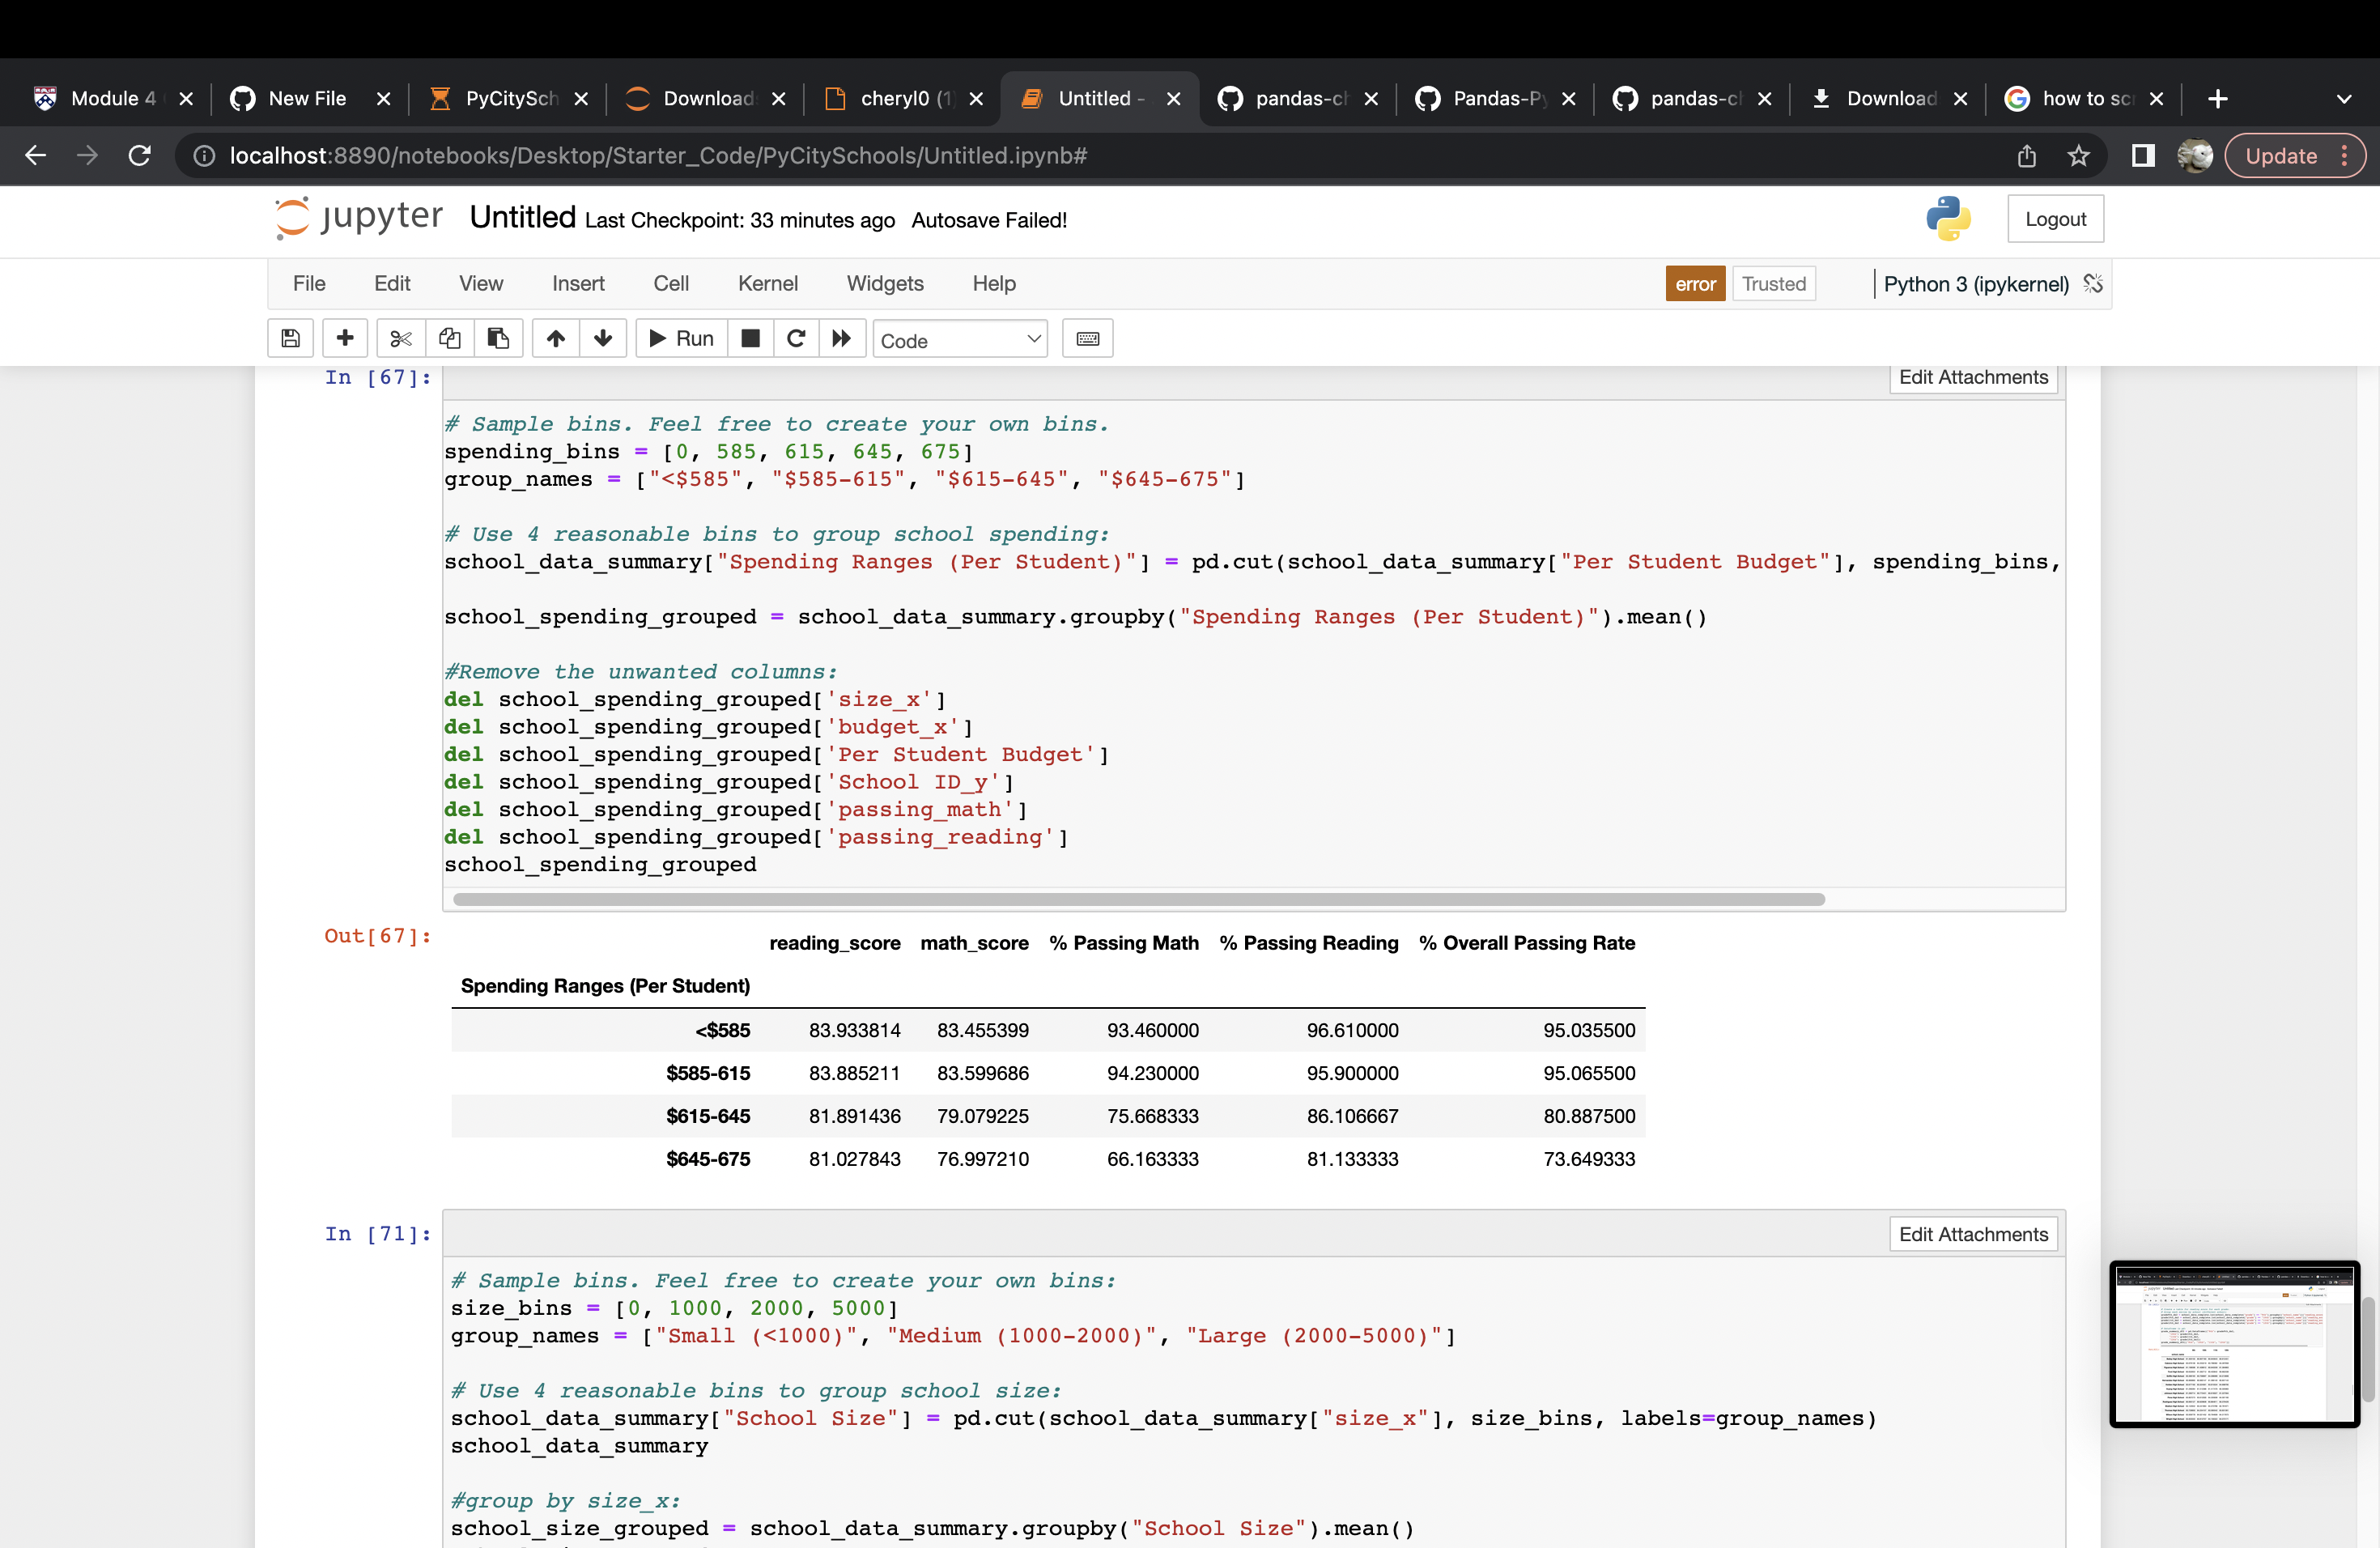 Module 4
New File
PyCitySch
Download
cheryl0 (1)
Untitled -
pandas-ch
Pandas-Py
pandas-ch
Download
how to scr
localhost:8890/notebooks/Desktop/Starter_Code/PyCitySchools/Untitled.ipynb#
Update
jupyter Untitled Last Checkpoint: 33 minutes ago Autosave Failed!
Logout
File Edit View Insert Cell Kernel Widgets Help
error Trusted Python 3 (ipykernel)
Run Code
In [67]: Edit Attachments
# Sample bins. Feel free to create your own bins.
spending_bins = [0, 585, 615, 645, 675]
group_names = ["<$585", "$585-615", "$615-645", "$645-675"]
# Use 4 reasonable bins to group school spending:
school_data_summary["Spending Ranges (Per Student)"] = pd.cut(school_data_summary["Per Student Budget"], spending_bins,
school_spending_grouped = school_data_summary.groupby("Spending Ranges (Per Student)").mean()
#Remove the unwanted columns:
del school_spending_grouped['size_x']
del school_spending_grouped['budget_x']
del school_spending_grouped['Per Student Budget']
del school_spending_grouped['School ID_y']
del school_spending_grouped['passing_math']
del school_spending_grouped['passing_reading']
school_spending_grouped
Out[67]:
reading_score math_score % Passing Math % Passing Reading % Overall Passing Rate
Spending Ranges (Per Student)
<$585 83.933814 83.455399 93.460000 96.610000 95.035500
$585-615 83.885211 83.599686 94.230000 95.900000 95.065500
$615-645 81.891436 79.079225 75.668333 86.106667 80.887500
$645-675 81.027843 76.997210 66.163333 81.133333 73.649333
In [71]: Edit Attachments
# Sample bins. Feel free to create your own bins:
size_bins = [0, 1000, 2000, 5000]
group_names = ["Small (<1000)", "Medium (1000-2000)", "Large (2000-5000)"]
# Use 4 reasonable bins to group school size:
school_data_summary["School Size"] = pd.cut(school_data_summary["size_x"], size_bins, labels=group_names)
school_data_summary
#group by size_x:
school_size_grouped = school_data_summary.groupby("School Size").mean()